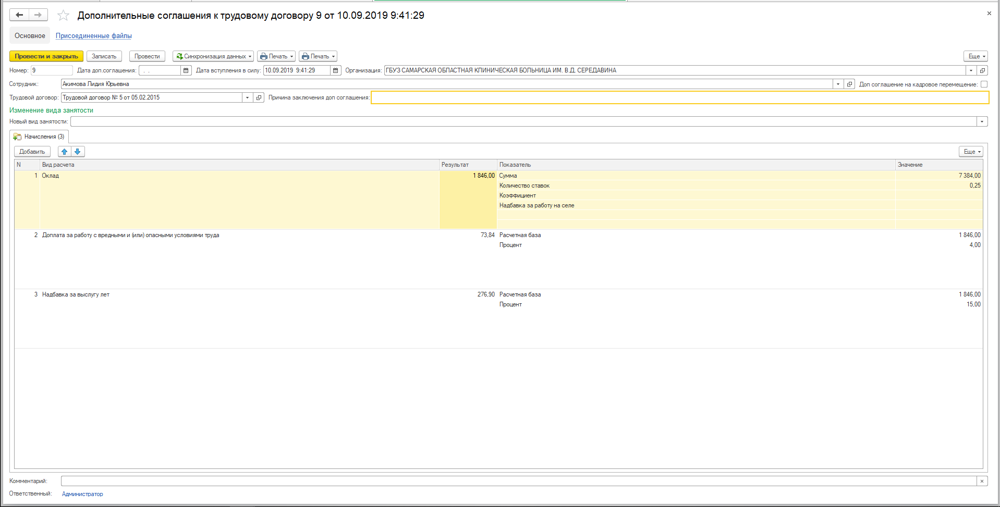 Дополнительные соглашения к трудовому договору 9 от 10.09.2019 9:41:29
Основное Присоединенные файлы
Провести и закрыть Записать Провести Синхронизация данных Печать Печать Еще
Номер: 9 Дата доп.соглашения: . . Дата вступления в силу: 10.09.2019 9:41:29 Организация: ГБУЗ САМАРСКАЯ ОБЛАСТНАЯ КЛИНИЧЕСКАЯ БОЛЬНИЦА ИМ. В.Д. СЕРЕДАВИНА
Сотрудник: Акимова Лидия Юрьевна Доп соглашение на кадровое перемещение:
Трудовой договор: Трудовой договор № 5 от 05.02.2015 Причина заключения доп соглашения:
Изменение вида занятости
Новый вид занятости:
Начисления (3)
Добавить Еще
N Вид расчета Результат Показатель Значение
1 Оклад 1 846,00 Сумма 7 384,00
Количество ставок 0,25
Коэффициент
Надбавка за работу на селе
2 Доплата за работу с вредными и (или) опасными условиями труда 73,84 Расчетная база 1 846,00
Процент 4,00
3 Надбавка за выслугу лет 276,90 Расчетная база 1 846,00
Процент 15,00
Комментарий:
Ответственный: Администратор